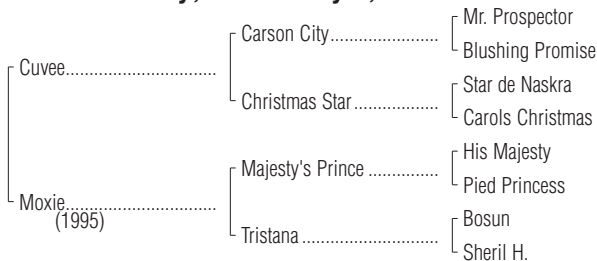 Mr. Prospector
Carson City
Blushing Promise
Cuvee
Star de Naskra
Christmas Star
Carols Christmas
His Majesty
Majesty's Prince
Pied Princess
Moxie
(1995)
Bosun
Tristana
Sheril H.